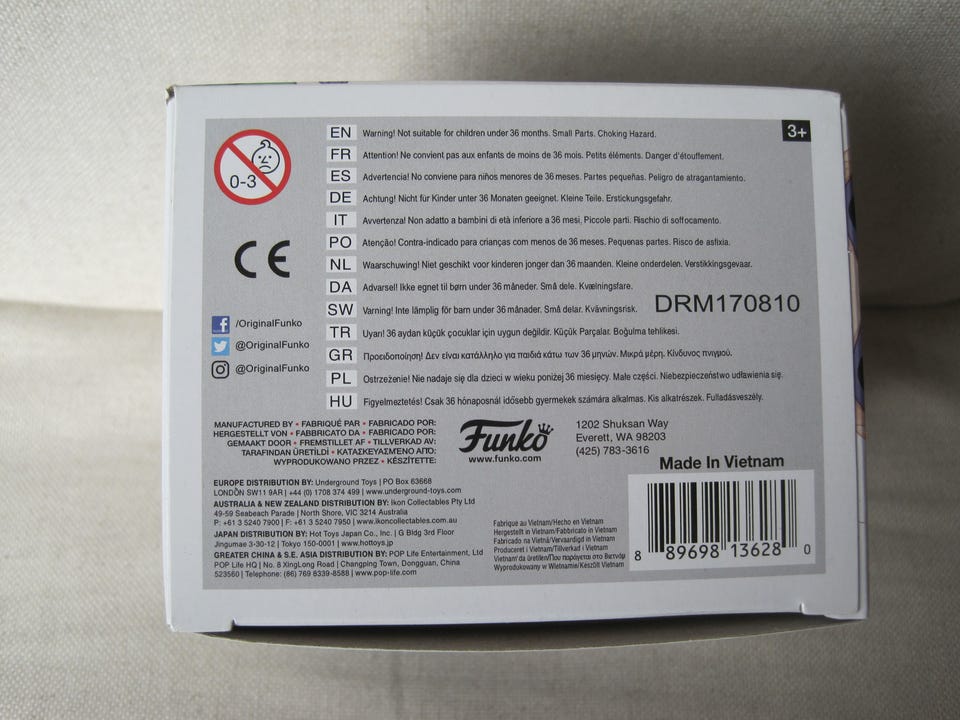 0-3
EN Warning! Not suitable for children under 36 months. Small Parts. Choking Hazard.
3+
FR Attention! Ne convient pas aux enfants de moins de 36 mois. Petits éléments. Danger d'étouffement.
ES Advertencia! No conviene para niños menores de 36 meses. Partes pequeñas. Peligro de atragantamiento.
DE Achtung! Nicht für Kinder unter 36 Monaten geeignet. Kleine Teile. Erstickungsgefahr.
IT Avvertenza! Non adatto a bambini di età inferiore a 36 mesi, Piccole parti. Rischio di soffocamento.
PO Atenção! Contra-indicado para crianças com menos de 36 meses. Pequenas partes. Risco de asfixia.
NL Waarschuwing! Niet geschikt voor kinderen jonger dan 36 maanden. Kleine onderdelen. Verstikkingsgevaar.
DA Advarsel! Ikke egnet til børn under 36 måneder. Små dele. Kvælningsfare.
SW Varning! Inte lämplig för barn under 36 månader. Små delar. Kvävningsrisk.
DRM170810
TR Uyarı! 36 aydan küçük çocuklar için uygun değildir. Küçük Parçalar. Boğulma tehlikesi.
GR Προειδοποίηση! Δεν είναι κατάλληλο για παιδιά κάτω των 36 μηνών. Μικρά μέρη. Κίνδυνος πνιγμού.
PL Ostrzeżenie! Nie nadaje się dla dzieci w wieku poniżej 36 miesięcy. Małe części. Niebezpieczeństwo udławienia się.
HU Figyelmeztetés! Csak 36 hónaposnál idősebb gyermekek számára alkalmas. Kis alkatrészek. Fulladásveszély.
CE
/OriginalFunko
@OriginalFunko
@OriginalFunko
MANUFACTURED BY • FABRIQUÉ PAR • FABRICADO POR:
HERGESTELLT VON • FABBRICATO DA • FABRICADO POR:
GEMAAKT DOOR • FREMSTILLET AF • TILLVERKAD AV:
TARAFINDAN ÜRETİLDİ • ΚΑΤΑΣΚΕΥΑΣΜΕΝΟ ΑΠΌ:
WYPRODUKOWANO PRZEZ • KÉSZÍTETTE:
Funko
www.funko.com
1202 Shuksan Way
Everett, WA 98203
(425) 783-3616
Made In Vietnam
EUROPE DISTRIBUTION BY: Underground Toys | PO Box 63668
LONDON SW11 9AR | +44 (0) 1708 374 499 | www.underground-toys.com
AUSTRALIA & NEW ZEALAND DISTRIBUTION BY: Ikon Collectables Pty Ltd
49-59 Seabeach Parade | North Shore, VIC 3214 Australia
P: +61 3 5240 7900 | F: +61 3 5240 7950 | www.ikoncollectables.com.au
JAPAN DISTRIBUTION BY: Hot Toys Japan Co., Inc. | G Bldg 3rd Floor
Jingumae 3-30-12 | Tokyo 150-0001 | www.hottoys.jp
GREATER CHINA & S.E. ASIA DISTRIBUTION BY: POP Life Entertainment, Ltd
POP Life HQ | No. 8 XingLong Road | Changping Town, Dongguan, China
523560 | Telephone: (86) 769 8339-8588 | www.pop-life.com
Fabrique au Vietnam/Hecho en Vietnam
Hergestellt in Vietnam/Fabbricato in Vietnam
Fabricado na Vietnã/Vervaardigd in Vietnam
Produceret i Vietnam/Tillverkad i Vietnam
Vietnam'da üretilen/Που παράγεται στο Βιετνάμ
Wyprodukowany w Wietnamie/Készült Vietnam
8 89698 13628 0